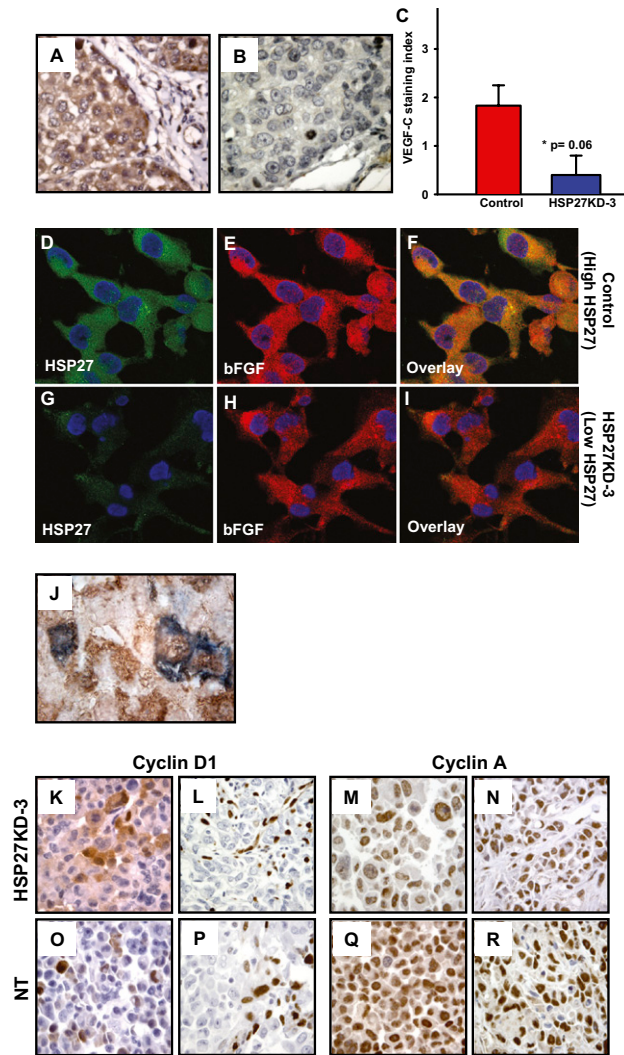 C
A
B
VEGF-C staining index
3
2
1
0
* p= 0.06
Control
HSP27KD-3
D
E
F
HSP27
bFGF
Overlay
Control
(High HSP27)
G
H
I
HSP27
bFGF
Overlay
HSP27KD-3
(Low HSP27)
J
Cyclin D1
Cyclin A
HSP27KD-3
K
L
M
N
NT
O
P
Q
R